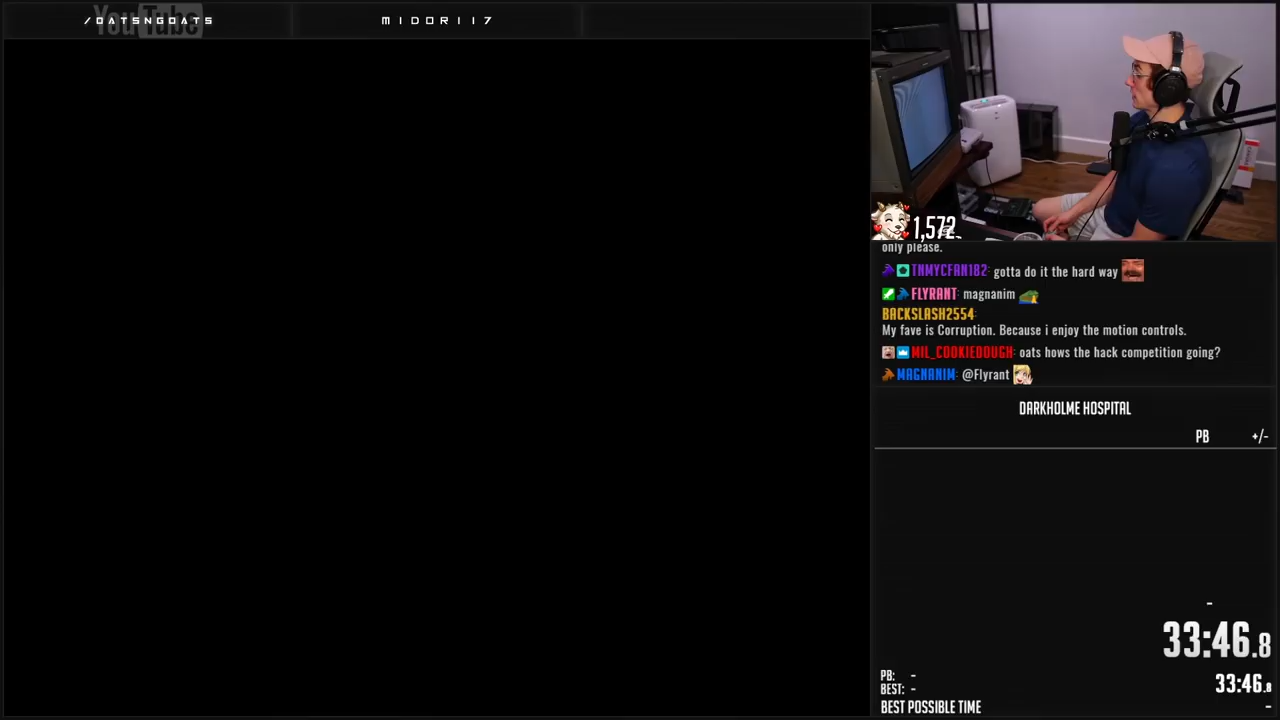 YouTube
/OATSNGOATS
MIDORII7
1,572
only please.
TNMYCFAN182: gotta do it the hard way
FLYRANT: magnanim
BACKSLASH2554:
My fave is Corruption. Because i enjoy the motion controls.
MIL_COOKIEDOUGH: oats hows the hack competition going?
MAGNANIM: @Flyrant
DARKHOLME HOSPITAL
PB +/-
-
33:46.8
PB: -
33:46.8
BEST: -
BEST POSSIBLE TIME -